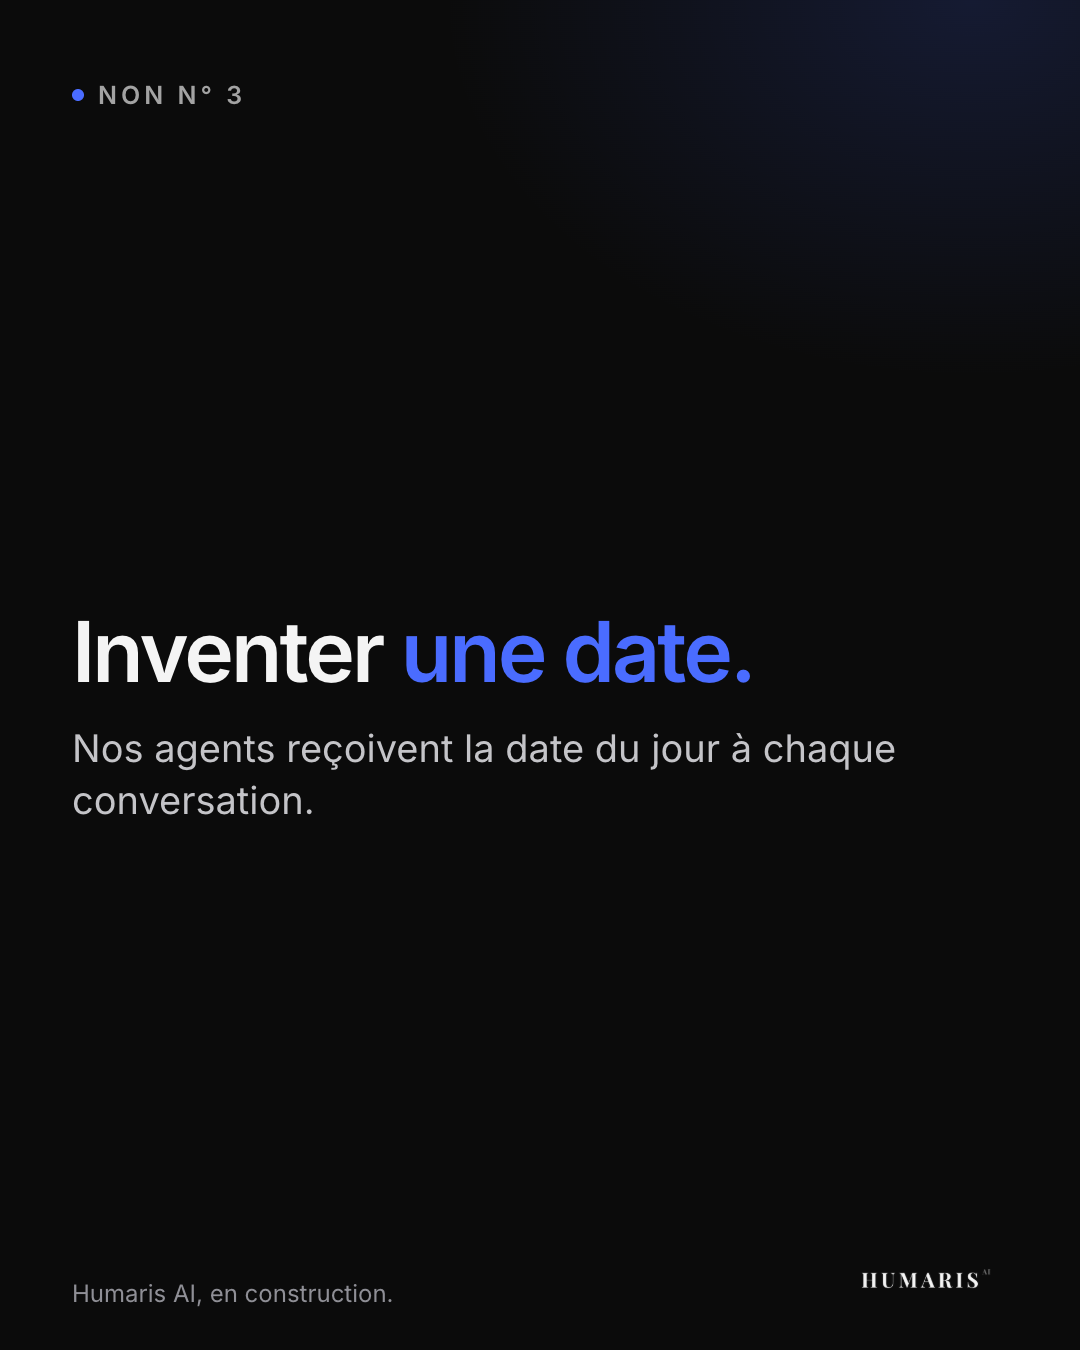 NON N° 3
Inventer une date.
Nos agents reçoivent la date du jour à chaque
conversation.
Humaris AI, en construction.
HUMARIS AI